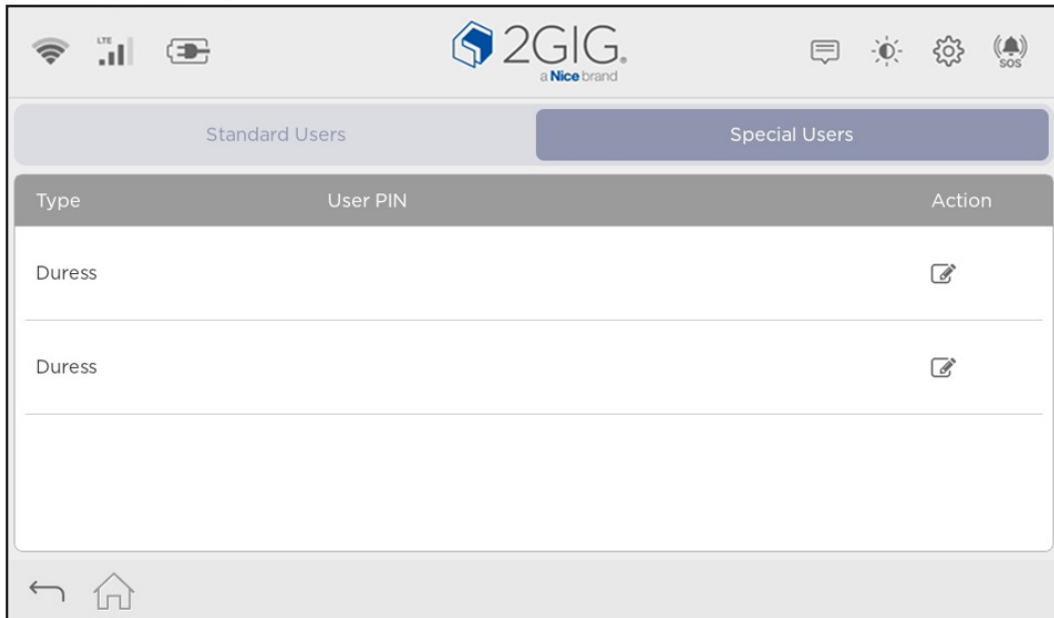 LTE
2GIG®
a Nice brand
SOS
Standard Users
Special Users
Type User PIN Action
Duress
Duress